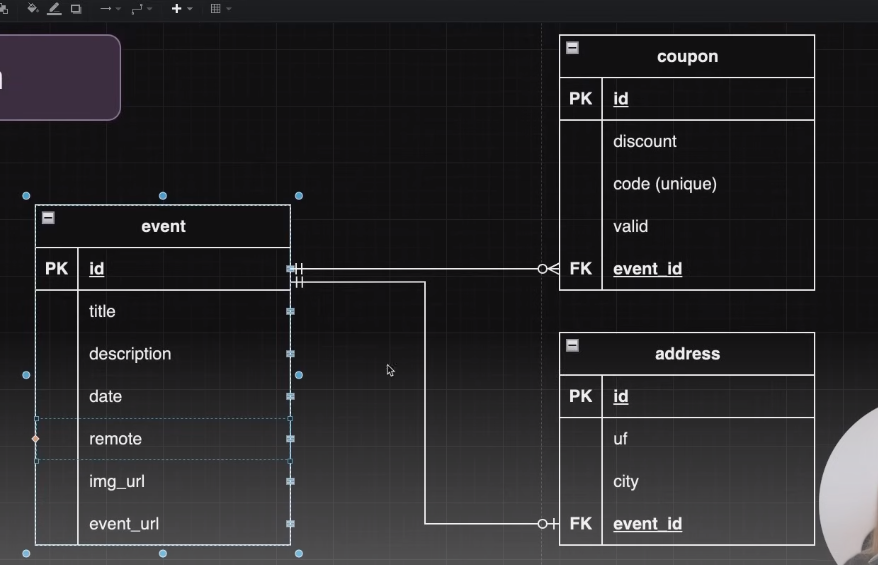 coupon
PK id
discount
code (unique)
valid
FK event_id
event
PK id
title
description
date
remote
img_url
event_url
address
PK id
uf
city
FK event_id